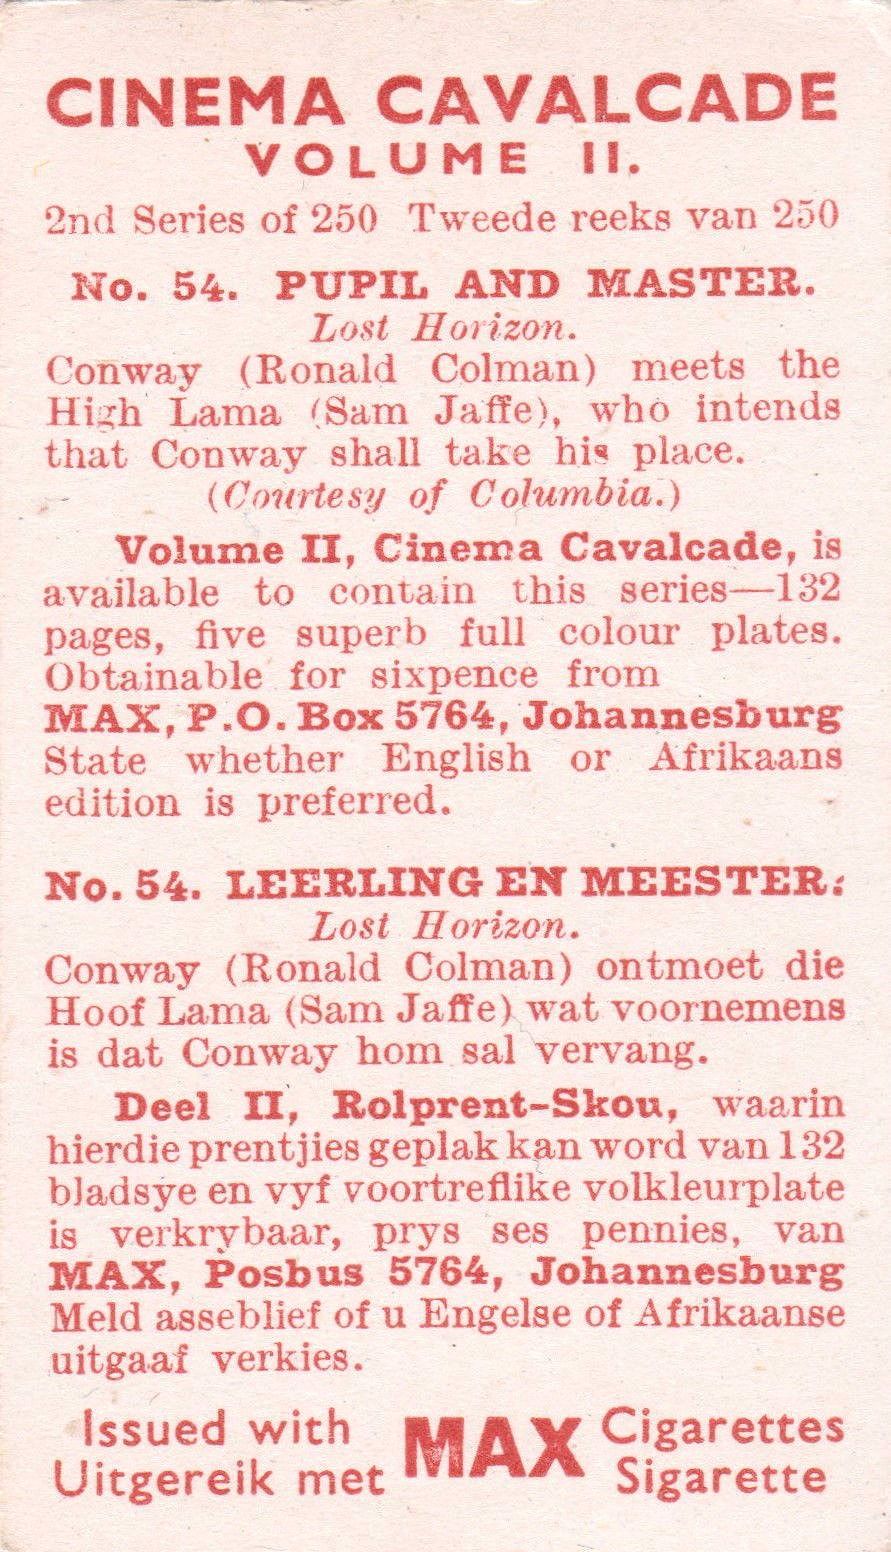 CINEMA CAVALCADE
VOLUME II.
2nd Series of 250 Tweede reeks van 250
No. 54. PUPIL AND MASTER.
Lost Horizon.
Conway (Ronald Colman) meets the
High Lama (Sam Jaffe), who intends
that Conway shall take his place.
(Courtesy of Columbia.)
Volume II, Cinema Cavalcade, is
available to contain this series—132
pages, five superb full colour plates.
Obtainable for sixpence from
MAX, P.O. Box 5764, Johannesburg
State whether English or Afrikaans
edition is preferred.
No. 54. LEERLING EN MEESTER.
Lost Horizon.
Conway (Ronald Colman) ontmoet die
Hoof Lama (Sam Jaffe) wat voornemens
is dat Conway hom sal vervang.
Deel II, Rolprent-Skou, waarin
hierdie prentjies geplak kan word van 132
bladsye en vyf voortreflike volkleurplate
is verkrybaar, prys ses pennies, van
MAX, Posbus 5764, Johannesburg
Meld asseblief of u Engelse of Afrikaanse
uitgaaf verkies.
Issued with MAX Cigarettes
Uitgereik met Sigarette